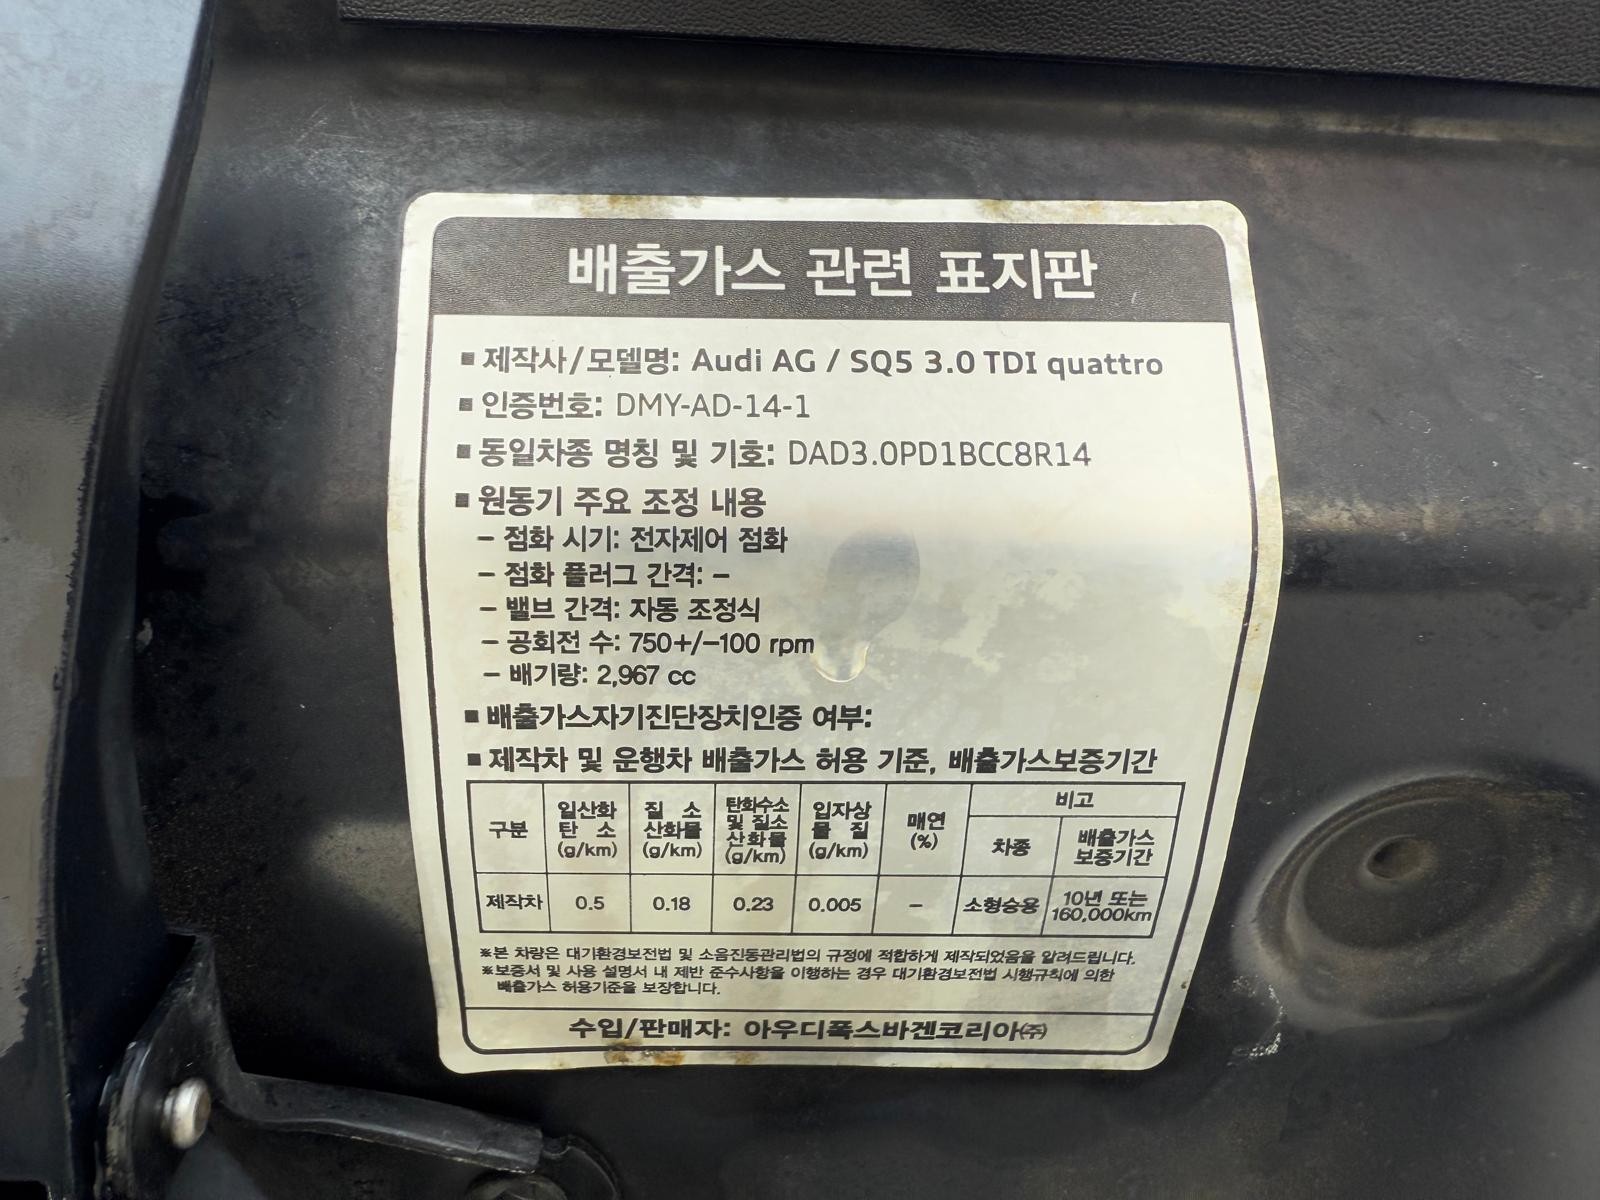 배출가스 관련 표지판
■ 제작사/모델명: Audi AG / SQ5 3.0 TDI quattro
■ 인증번호: DMY-AD-14-1
■ 동일차종 명칭 및 기호: DAD3.0PD1BCC8R14
■ 원동기 주요 조정 내용
– 점화 시기: 전자제어 점화
– 점화 플러그 간격: –
– 밸브 간격: 자동 조정식
– 공회전 수: 750+/–100 rpm
– 배기량: 2,967 cc
■ 배출가스자기진단장치인증 여부:
■ 제작차 및 운행차 배출가스 허용 기준, 배출가스보증기간
구분 일산화탄소 (g/km) 질소산화물 (g/km) 탄화수소 및 질소산화물 (g/km) 입자상물질 (g/km) 매연 (%) 비고
차종 배출가스 보증기간
제작차 0.5 0.18 0.23 0.005 – 소형승용 10년 또는 160,000km
※본 차량은 대기환경보전법 및 소음진동관리법의 규정에 적합하게 제작되었음을 알려드립니다.
※보증서 및 사용 설명서 내 제반 준수사항을 이행하는 경우 대기환경보전법 시행규칙에 의한
배출가스 허용기준을 보장합니다.
수입/판매자: 아우디폭스바겐코리아㈜